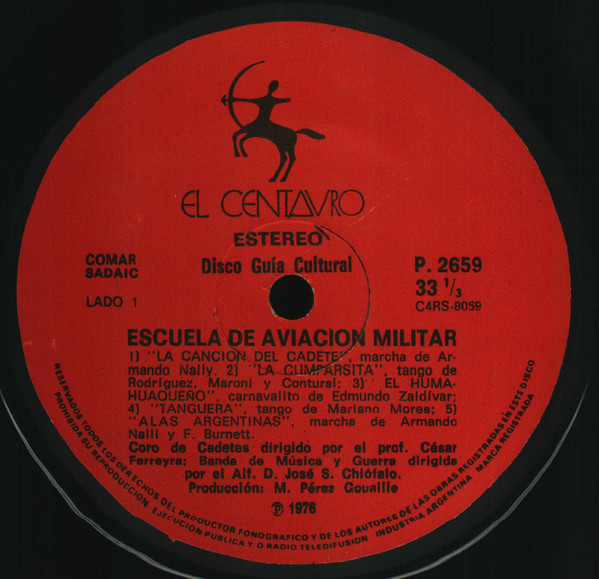 EL CENTAVRO
ESTEREO
Disco Guía Cultural
COMAR
SADAIC
LADO 1
P. 2659
33 1/3
C4RS-8059
ESCUELA DE AVIACION MILITAR
1) "LA CANCION DEL CADETE", marcha de Ar-
mando Nally. 2) "LA CUMPARSITA", tango de
Rodríguez, Maroni y Contursi; 3) "EL HUMA-
HUAQUEÑO", carnavalito de Edmundo Zaldívar;
4) "TANGUERA", tango de Mariano Mores; 5)
"ALAS ARGENTINAS", marcha de Armando
Nalli y F. Burnett.
Coro de Cadetes dirigido por el prof. César
Ferreyra; Banda de Música y Guerra dirigida
por el Alf. D. José S. Chiófalo.
Producción: M. Pérez Gouaille
Ⓟ 1976
RESERVADOS TODOS LOS DERECHOS DEL PRODUCTOR FONOGRAFICO Y DE LOS AUTORES DE LAS OBRAS REGISTRADAS EN ESTE DISCO
PROHIBIDA SU REPRODUCCION, EJECUCION PUBLICA Y O RADIO TELEDIFUSION INDUSTRIA ARGENTINA - MARCA REGISTRADA